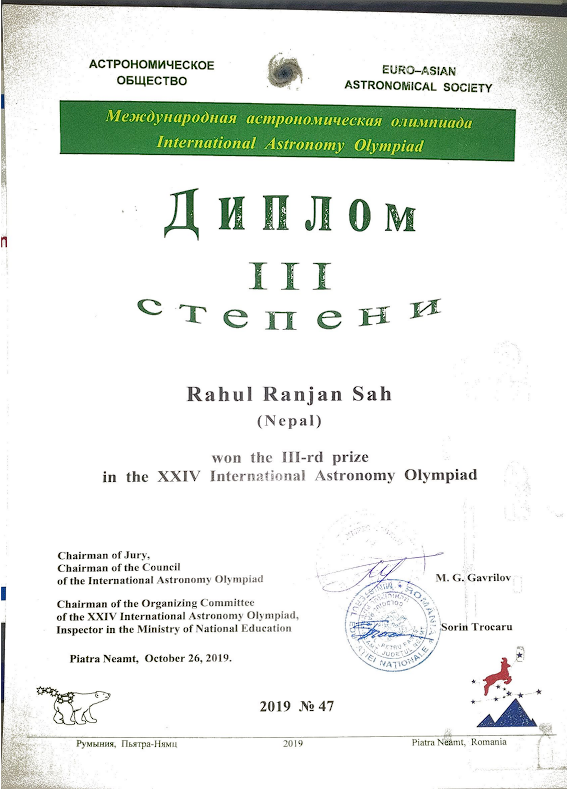 АСТРОНОМИЧЕСКОЕ
ОБЩЕСТВО
EURO–ASIAN
ASTRONOMICAL SOCIETY
Международная астрономическая олимпиада
International Astronomy Olympiad
Диплом
III
степени
Rahul Ranjan Sah
(Nepal)
won the III-rd prize
in the XXIV International Astronomy Olympiad
Chairman of Jury,
Chairman of the Council
of the International Astronomy Olympiad
M. G. Gavrilov
Chairman of the Organizing Committee
of the XXIV International Astronomy Olympiad,
Inspector in the Ministry of National Education
Sorin Trocaru
ROMANIA
NATIONALE
Piatra Neamt, October 26, 2019.
2019 № 47
Румыния, Пьятра-Нямц
2019
Piatra Neamt, Romania